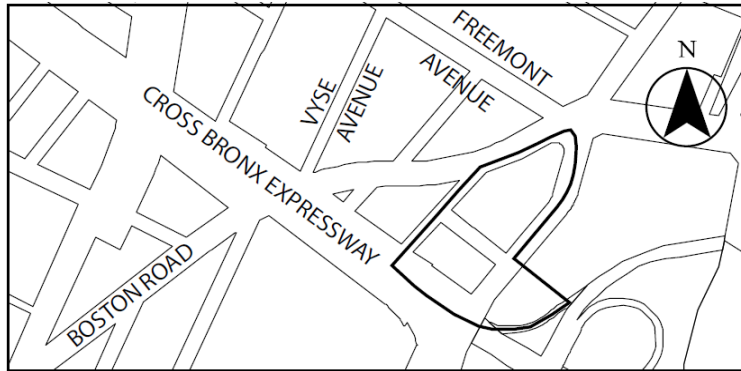 FREEMONT
AVENUE
N
VYSE
AVENUE
CROSS BRONX EXPRESSWAY
BOSTON ROAD